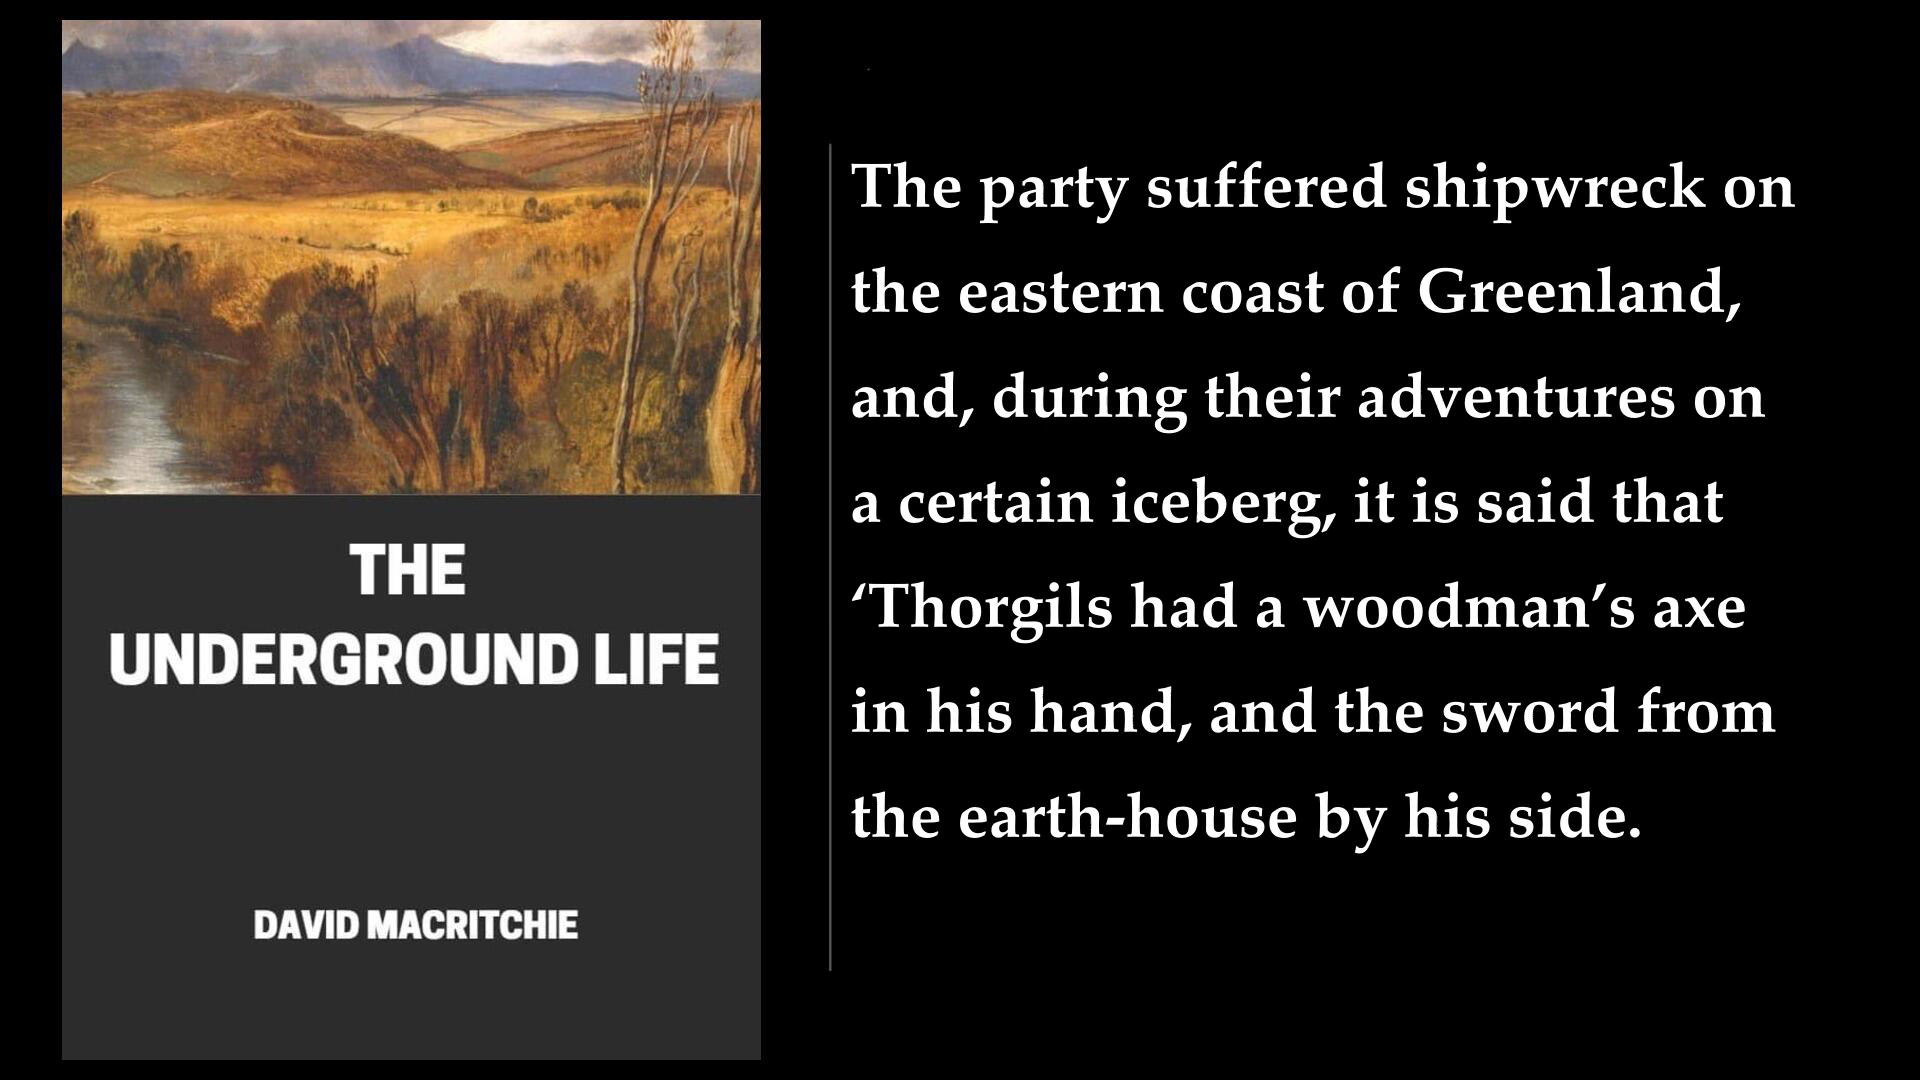 THE
UNDERGROUND LIFE
DAVID MACRITCHIE
The party suffered shipwreck on
the eastern coast of Greenland,
and, during their adventures on
a certain iceberg, it is said that
‘Thorgils had a woodman’s axe
in his hand, and the sword from
the earth-house by his side.